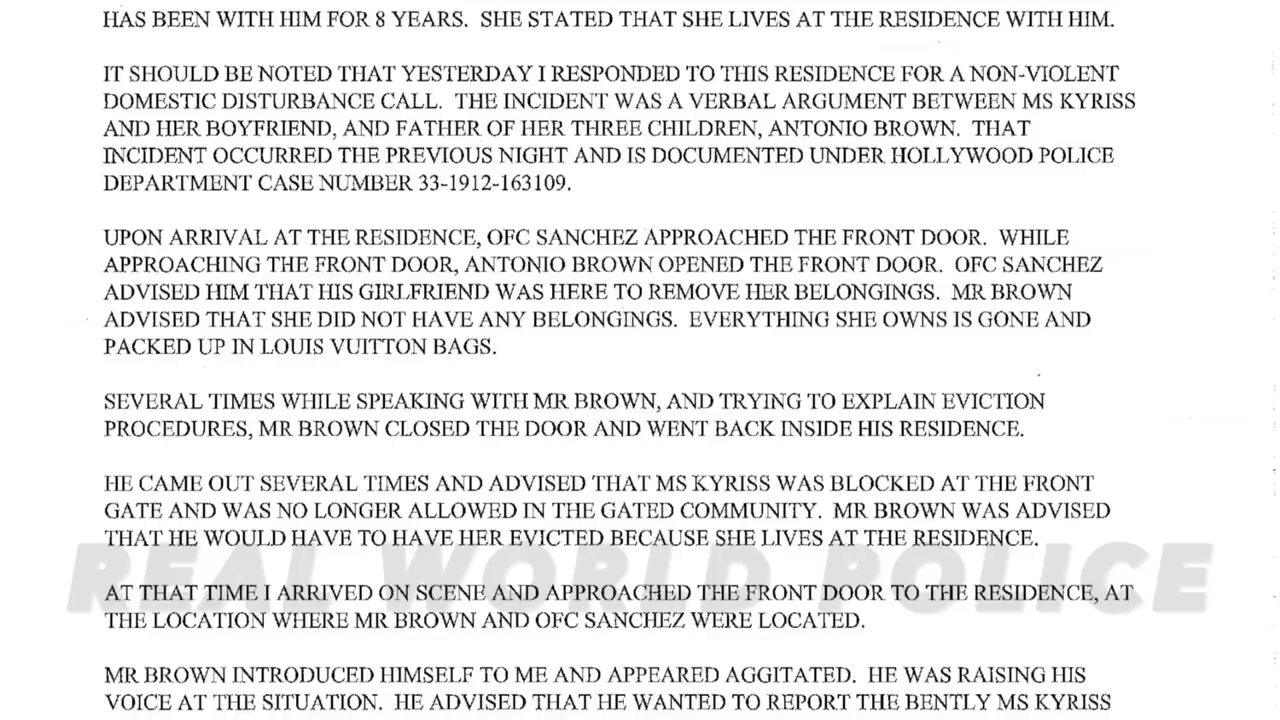 HAS BEEN WITH HIM FOR 8 YEARS. SHE STATED THAT SHE LIVES AT THE RESIDENCE WITH HIM.
IT SHOULD BE NOTED THAT YESTERDAY I RESPONDED TO THIS RESIDENCE FOR A NON-VIOLENT
DOMESTIC DISTURBANCE CALL. THE INCIDENT WAS A VERBAL ARGUMENT BETWEEN MS KYRISS
AND HER BOYFRIEND, AND FATHER OF HER THREE CHILDREN, ANTONIO BROWN. THAT
INCIDENT OCCURRED THE PREVIOUS NIGHT AND IS DOCUMENTED UNDER HOLLYWOOD POLICE
DEPARTMENT CASE NUMBER 33-1912-163109.
UPON ARRIVAL AT THE RESIDENCE, OFC SANCHEZ APPROACHED THE FRONT DOOR. WHILE
APPROACHING THE FRONT DOOR, ANTONIO BROWN OPENED THE FRONT DOOR. OFC SANCHEZ
ADVISED HIM THAT HIS GIRLFRIEND WAS HERE TO REMOVE HER BELONGINGS. MR BROWN
ADVISED THAT SHE DID NOT HAVE ANY BELONGINGS. EVERYTHING SHE OWNS IS GONE AND
PACKED UP IN LOUIS VUITTON BAGS.
SEVERAL TIMES WHILE SPEAKING WITH MR BROWN, AND TRYING TO EXPLAIN EVICTION
PROCEDURES, MR BROWN CLOSED THE DOOR AND WENT BACK INSIDE HIS RESIDENCE.
HE CAME OUT SEVERAL TIMES AND ADVISED THAT MS KYRISS WAS BLOCKED AT THE FRONT
GATE AND WAS NO LONGER ALLOWED IN THE GATED COMMUNITY. MR BROWN WAS ADVISED
THAT HE WOULD HAVE TO HAVE HER EVICTED BECAUSE SHE LIVES AT THE RESIDENCE.
REAL WORLD POLICE
AT THAT TIME I ARRIVED ON SCENE AND APPROACHED THE FRONT DOOR TO THE RESIDENCE, AT
THE LOCATION WHERE MR BROWN AND OFC SANCHEZ WERE LOCATED.
MR BROWN INTRODUCED HIMSELF TO ME AND APPEARED AGGITATED. HE WAS RAISING HIS
VOICE AT THE SITUATION. HE ADVISED THAT HE WANTED TO REPORT THE BENTLY MS KYRISS